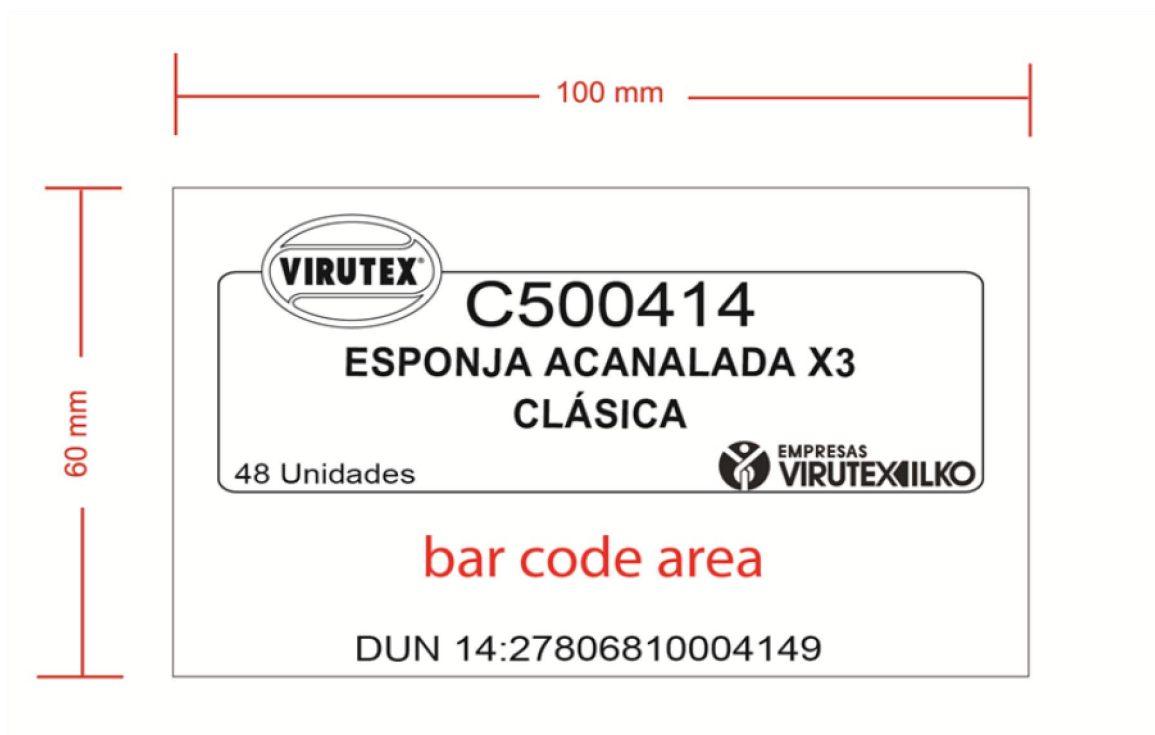 100 mm
60 mm
VIRUTEX®
C500414
ESPONJA ACANALADA X3
CLÁSICA
48 Unidades
EMPRESAS
VIRUTEX ILKO
bar code area
DUN 14:27806810004149